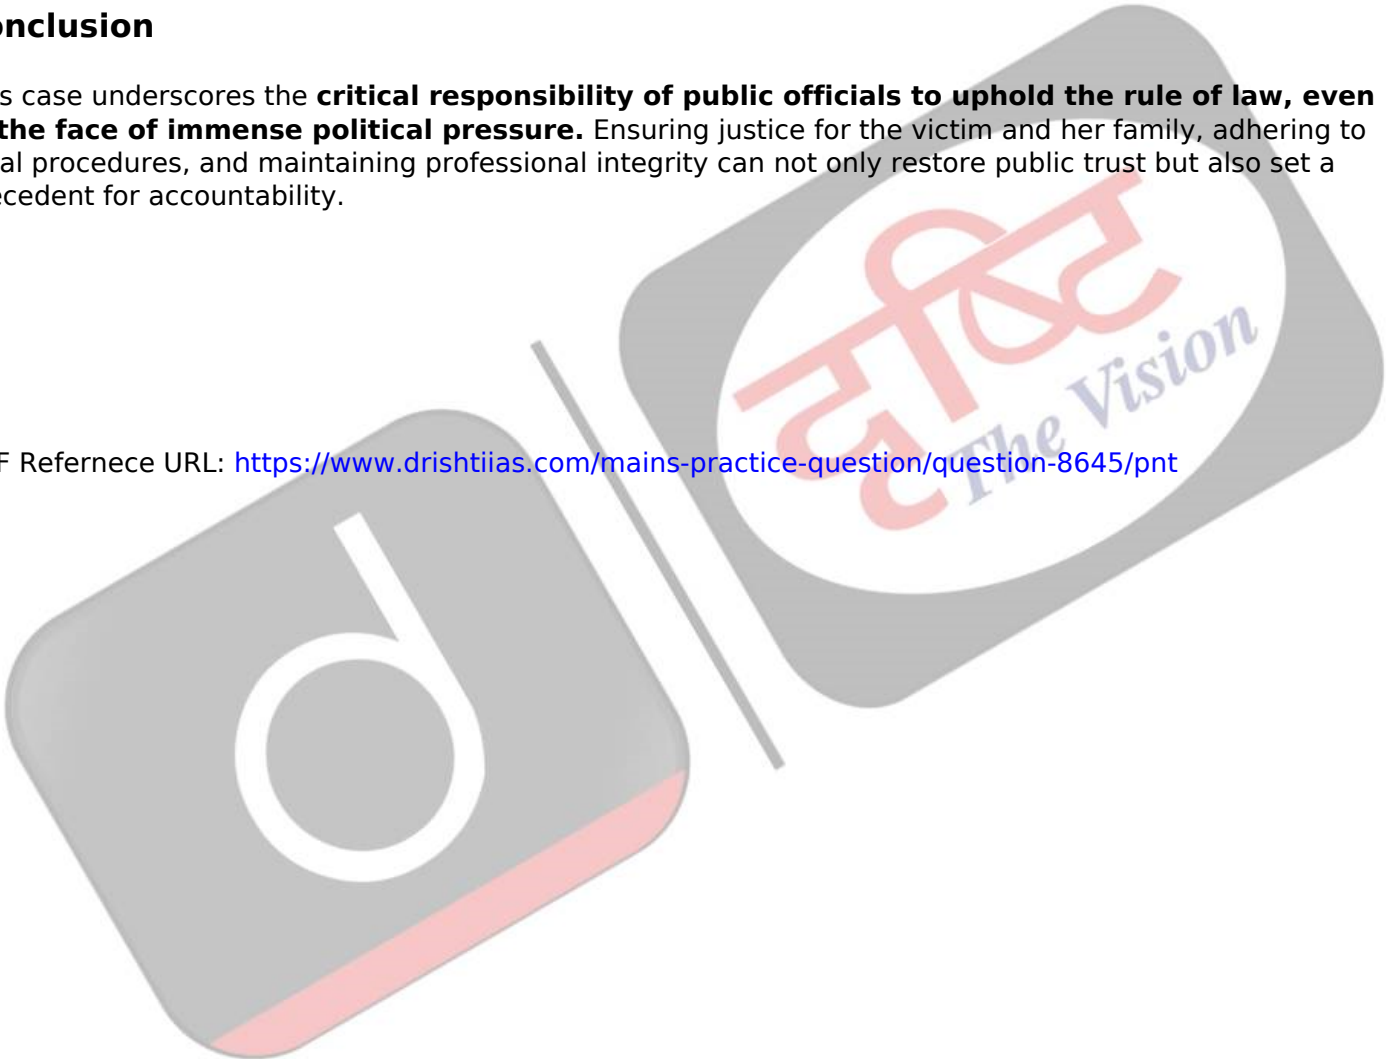 onclusion
s case underscores the critical responsibility of public officials to uphold the rule of law, even
the face of immense political pressure. Ensuring justice for the victim and her family, adhering to
al procedures, and maintaining professional integrity can not only restore public trust but also set a
ecedent for accountability.
दृष्टि
The Vision
F Refernece URL: https://www.drishtiias.com/mains-practice-question/question-8645/pnt
d